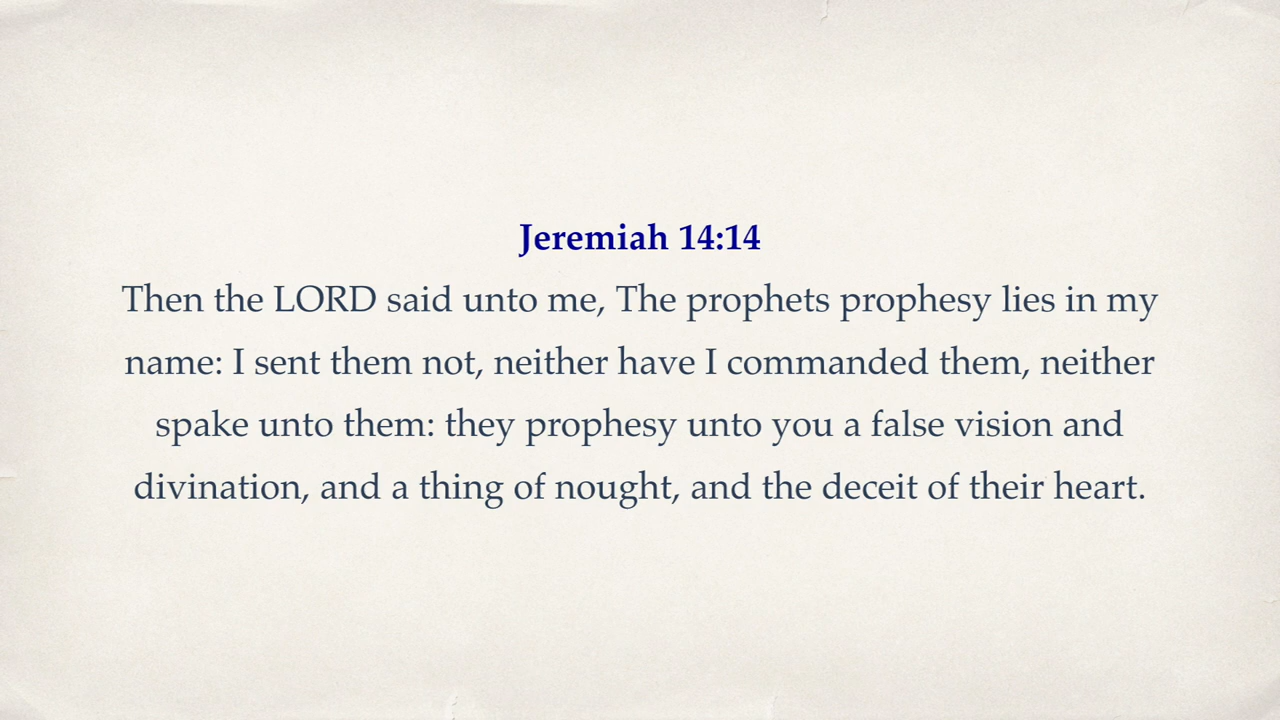 Jeremiah 14:14
Then the LORD said unto me, The prophets prophesy lies in my
name: I sent them not, neither have I commanded them, neither
spake unto them: they prophesy unto you a false vision and
divination, and a thing of nought, and the deceit of their heart.